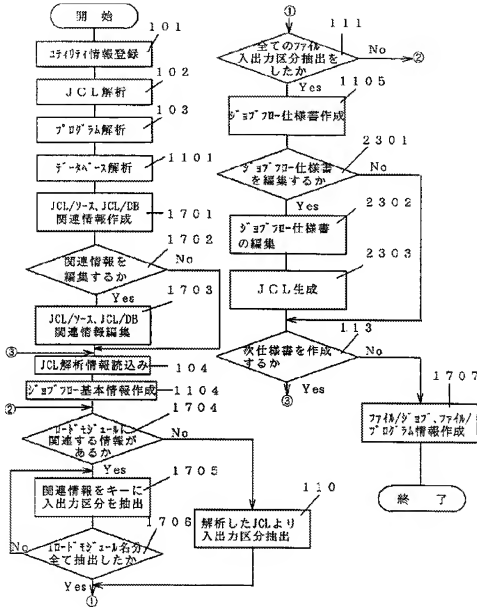 開 始
101
ユティリティ情報登録
102
JCL解析
103
プログラム解析
1101
データベース解析
JCL/ソース、JCL/DB
関連情報作成
1701
1702
関連情報を
編集するか
No
Yes
1703
JCL/ソース、JCL/DB
関連情報編集
③
JCL解析情報読込み
104
ジョブフロー基本情報作成
1104
②
1704
ロードモジュールに
関連する情報が
あるか
No
Yes
1705
関連情報をキーに
入出力区分を抽出
1706
1ロードモジュール名分
全て抽出したか
No
Yes
①
110
解析したJCLより
入出力区分抽出
①
111
全てのファイル
入出力区分抽出を
したか
No
②
Yes
1105
ジョブフロー仕様書作成
2301
ジョブフロー仕様書
を編集するか
No
Yes
2302
ジョブフロー仕様書
の編集
2303
JCL生成
113
次仕様書を作成
するか
No
Yes
③
1707
ファイル/ジョブ、ファイル/
プログラム情報作成
終 了